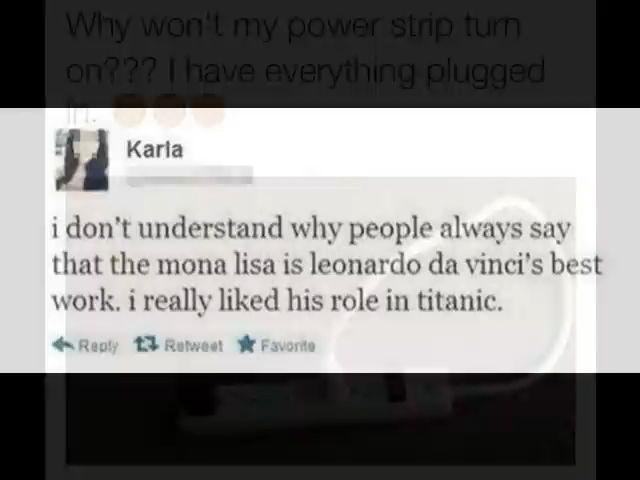 Why won't my power strip turn
on??? I have everything plugged
in.
Karla
i don't understand why people always say
that the mona lisa is leonardo da vinci's best
work. i really liked his role in titanic.
Reply Retweet Favorite